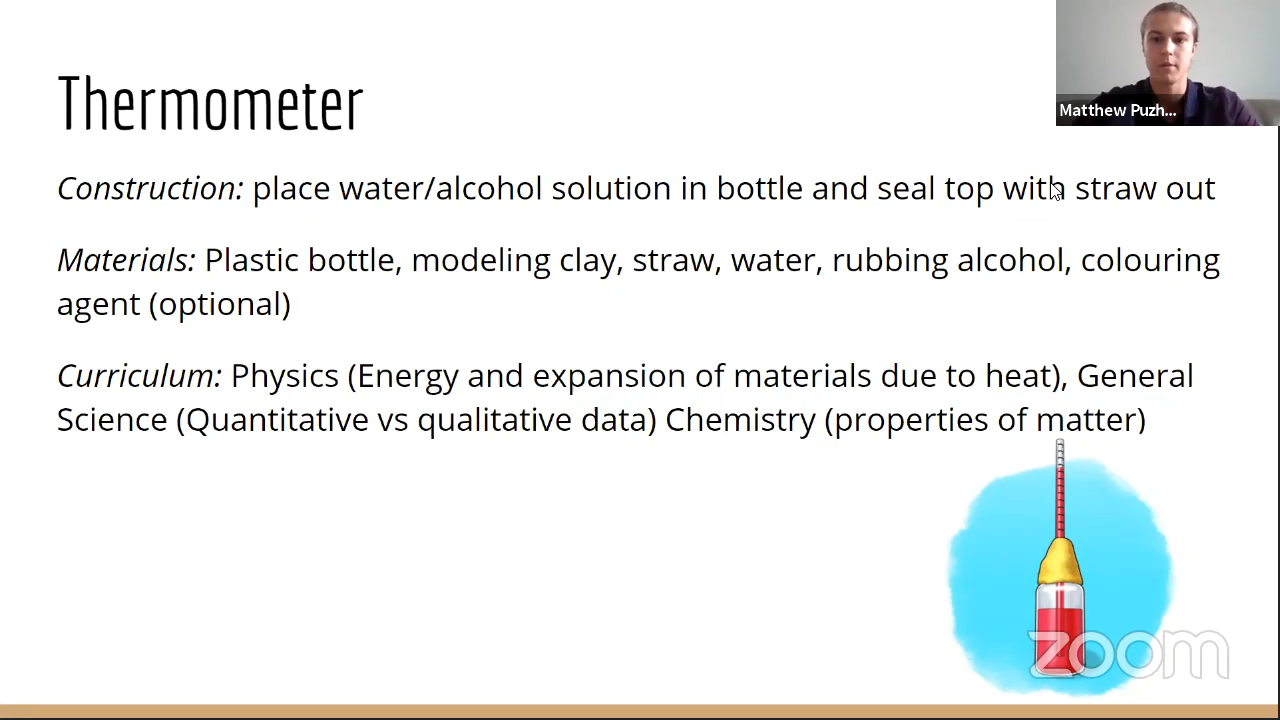 Thermometer
Matthew Puzh...
Construction: place water/alcohol solution in bottle and seal top with straw out
Materials: Plastic bottle, modeling clay, straw, water, rubbing alcohol, colouring
agent (optional)
Curriculum: Physics (Energy and expansion of materials due to heat), General
Science (Quantitative vs qualitative data) Chemistry (properties of matter)
zoom